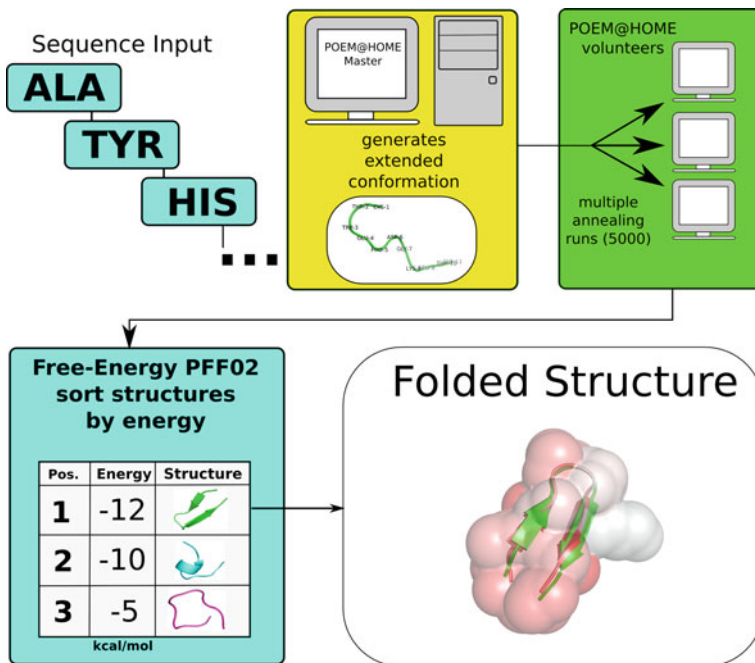 Sequence Input
ALA
TYR
HIS
POEM@HOME
Master
generates
extended
conformation
POEM@HOME
volunteers
multiple
annealing
runs (5000)
Free-Energy PFF02
sort structures
by energy
Pos. Energy Structure
1 -12
2 -10
3 -5
kcal/mol
Folded Structure